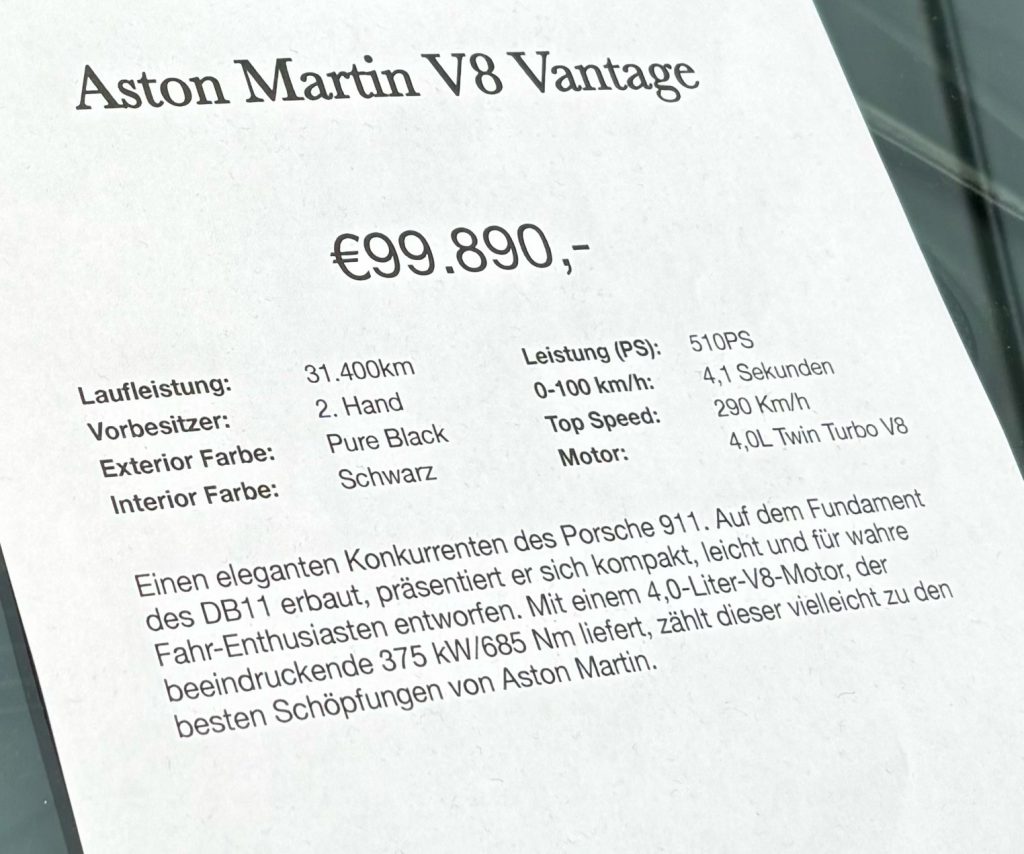 Aston Martin V8 Vantage
€99.890,-
Laufleistung: 31.400km
Vorbesitzer: 2. Hand
Exterior Farbe: Pure Black
Interior Farbe: Schwarz
Leistung (PS): 510PS
0-100 km/h: 4,1 Sekunden
Top Speed: 290 Km/h
Motor: 4,0L Twin Turbo V8
Einen eleganten Konkurrenten des Porsche 911. Auf dem Fundament
des DB11 erbaut, präsentiert er sich kompakt, leicht und für wahre
Fahr-Enthusiasten entworfen. Mit einem 4,0-Liter-V8-Motor, der
beeindruckende 375 kW/685 Nm liefert, zählt dieser vielleicht zu den
besten Schöpfungen von Aston Martin.